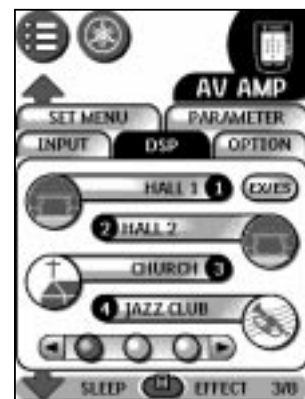 AV AMP
SET MENU PARAMETER
INPUT DSP OPTION
HALL 1 1 EX/ES
2 HALL 2
CHURCH 3
4 JAZZ CLUB
SLEEP EFFECT 3/8